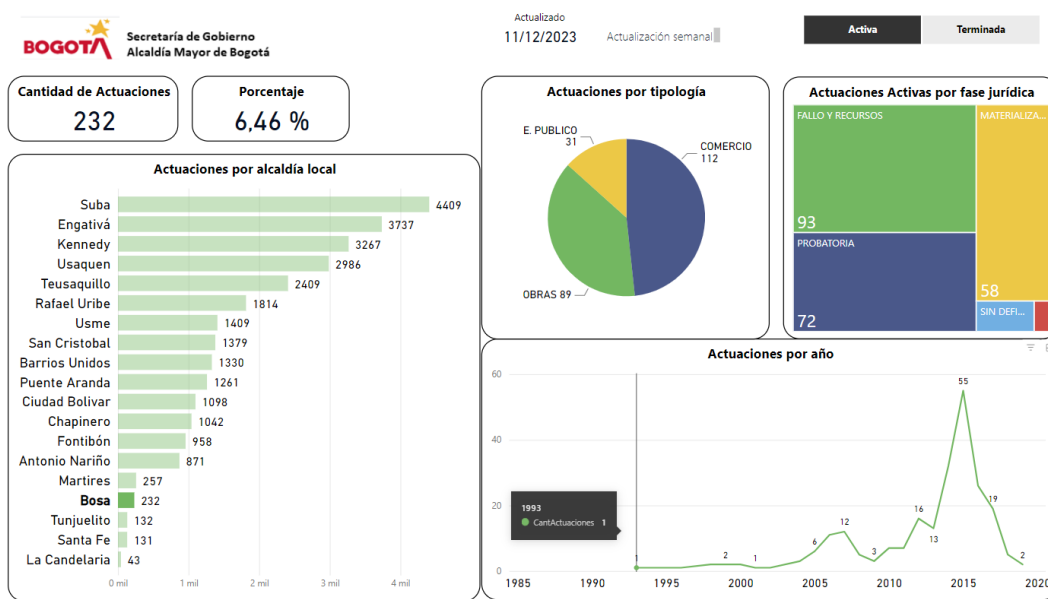 BOGOTÁ
Secretaría de Gobierno
Alcaldía Mayor de Bogotá
Actualizado
11/12/2023
Actualización semanal
Activa
Terminada
Cantidad de Actuaciones
232
Porcentaje
6,46 %
Actuaciones por alcaldía local
Suba 4409
Engativá 3737
Kennedy 3267
Usaquen 2986
Teusaquillo 2409
Rafael Uribe 1814
Usme 1409
San Cristobal 1379
Barrios Unidos 1330
Puente Aranda 1261
Ciudad Bolivar 1098
Chapinero 1042
Fontibón 958
Antonio Nariño 871
Martires 257
Bosa 232
Tunjuelito 132
Santa Fe 131
La Candelaria 43
0 mil 1 mil 2 mil 3 mil 4 mil
Actuaciones por tipología
E. PUBLICO
31
COMERCIO
112
OBRAS 89
Actuaciones Activas por fase jurídica
FALLO Y RECURSOS
93
MATERIALIZA...
58
PROBATORIA
72
SIN DEFI...
Actuaciones por año
60
40
20
0
1993
CantActuaciones 1
1 2 1 6 12 3 16 13 55 19 2
1985 1990 1995 2000 2005 2010 2015 2020